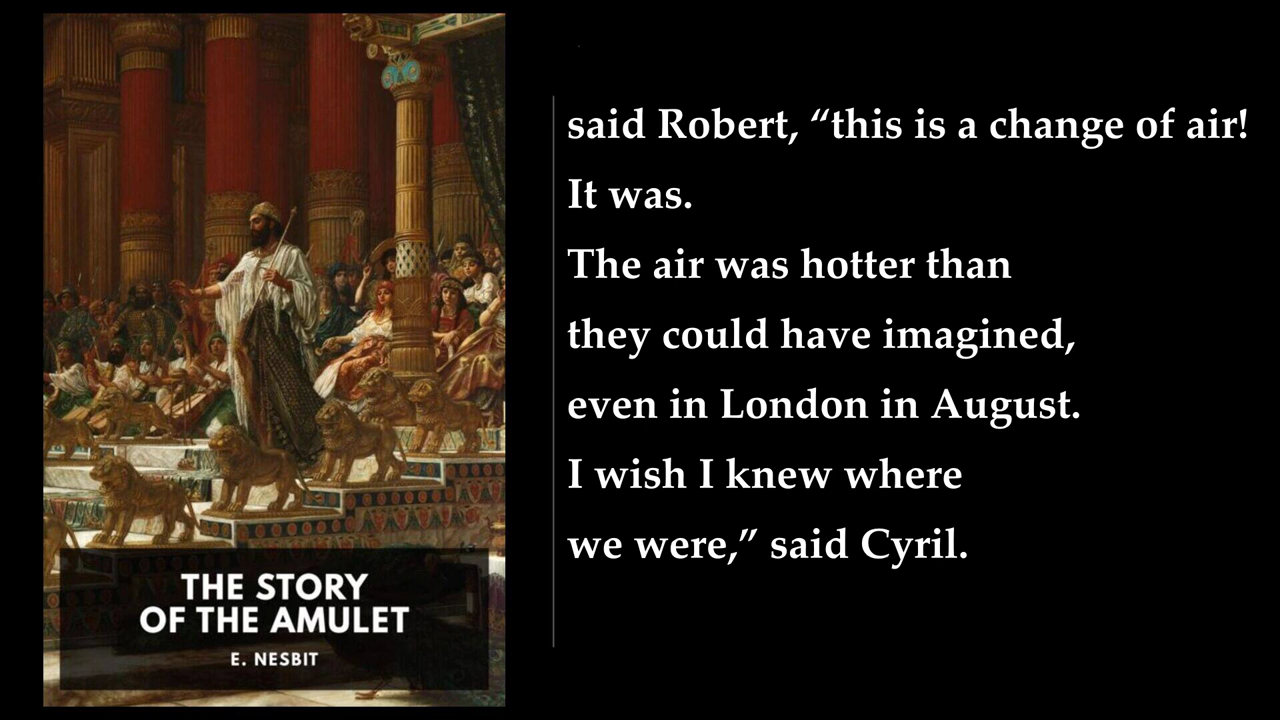 THE STORY
OF THE AMULET
E. NESBIT
said Robert, “this is a change of air!
It was.
The air was hotter than
they could have imagined,
even in London in August.
I wish I knew where
we were,” said Cyril.